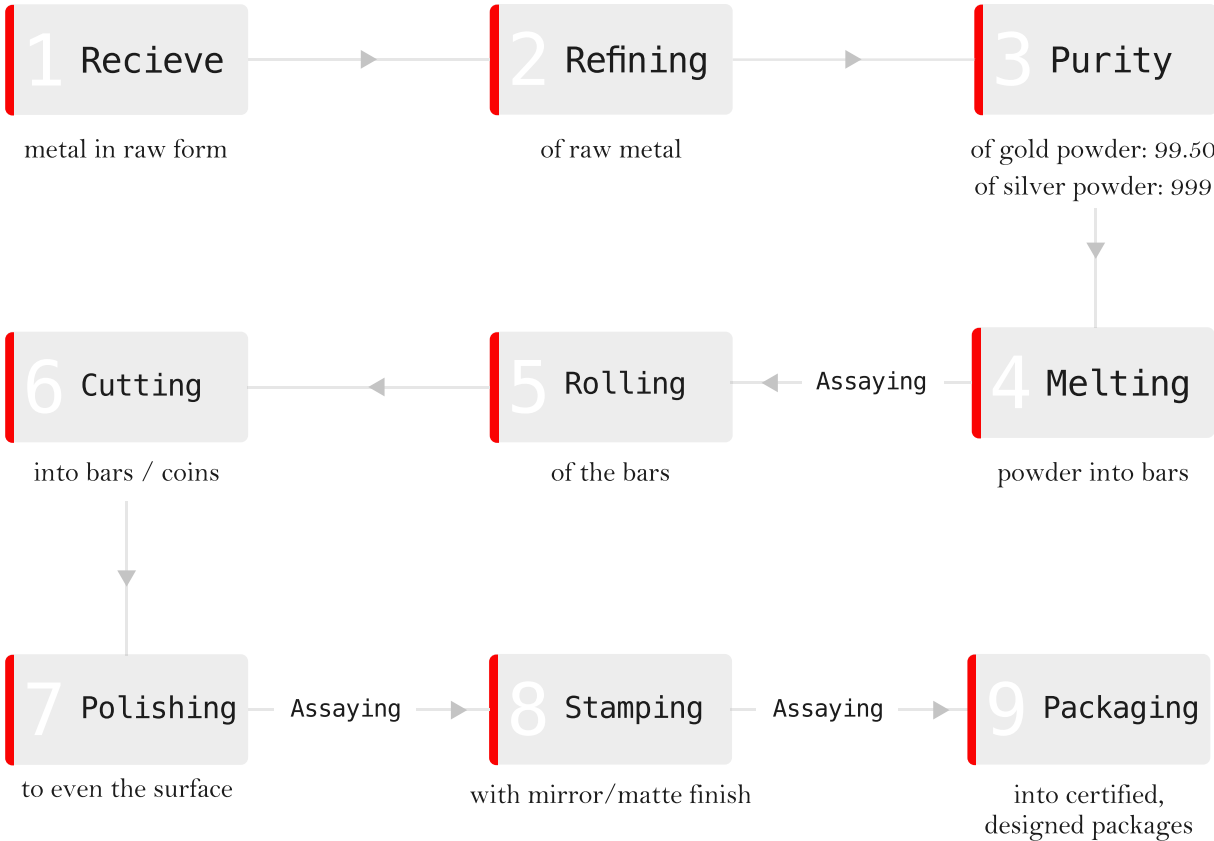 1 Recieve
metal in raw form
2 Refining
of raw metal
3 Purity
of gold powder: 99.50
of silver powder: 999
4 Melting
powder into bars
Assaying
5 Rolling
of the bars
6 Cutting
into bars / coins
7 Polishing
to even the surface
Assaying
8 Stamping
with mirror/matte finish
Assaying
9 Packaging
into certified,
designed packages